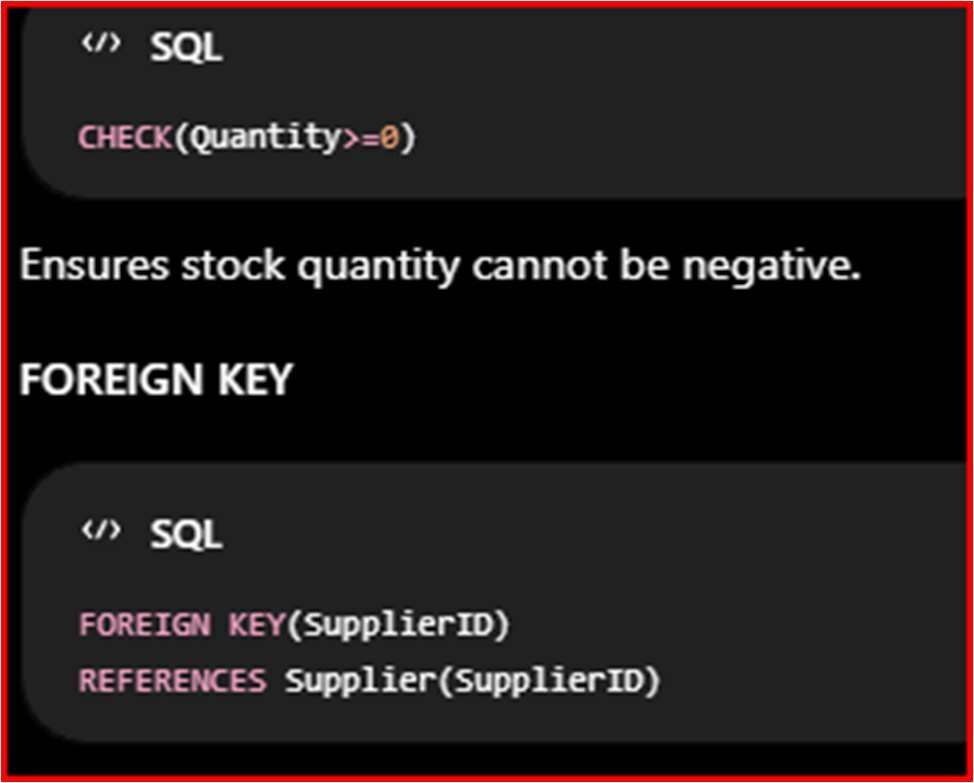 </> SQL
CHECK(Quantity>=0)
Ensures stock quantity cannot be negative.
FOREIGN KEY
</> SQL
FOREIGN KEY(SupplierID)
REFERENCES Supplier(SupplierID)